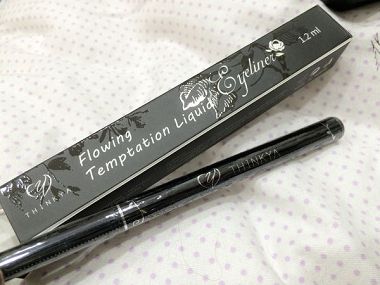 Flowing
Temptation Liquid Eyeliner
1.2 ml
THINKYA
THINKYA